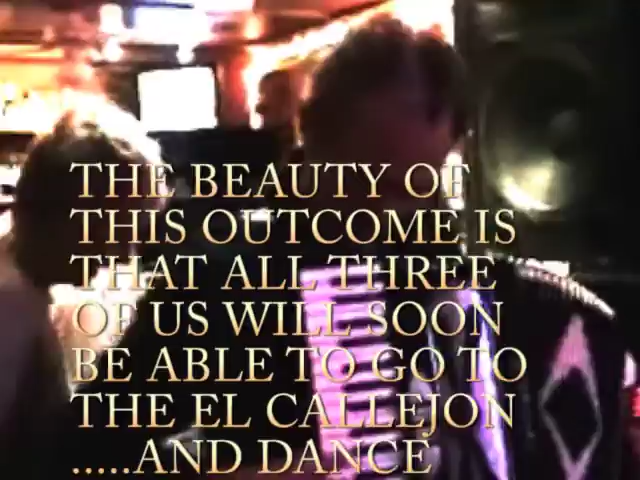 THE BEAUTY OF
THIS OUTCOME IS
THAT ALL THREE
OF US WILL SOON
BE ABLE TO GO TO
THE EL CALLEJON
.....AND DANCE